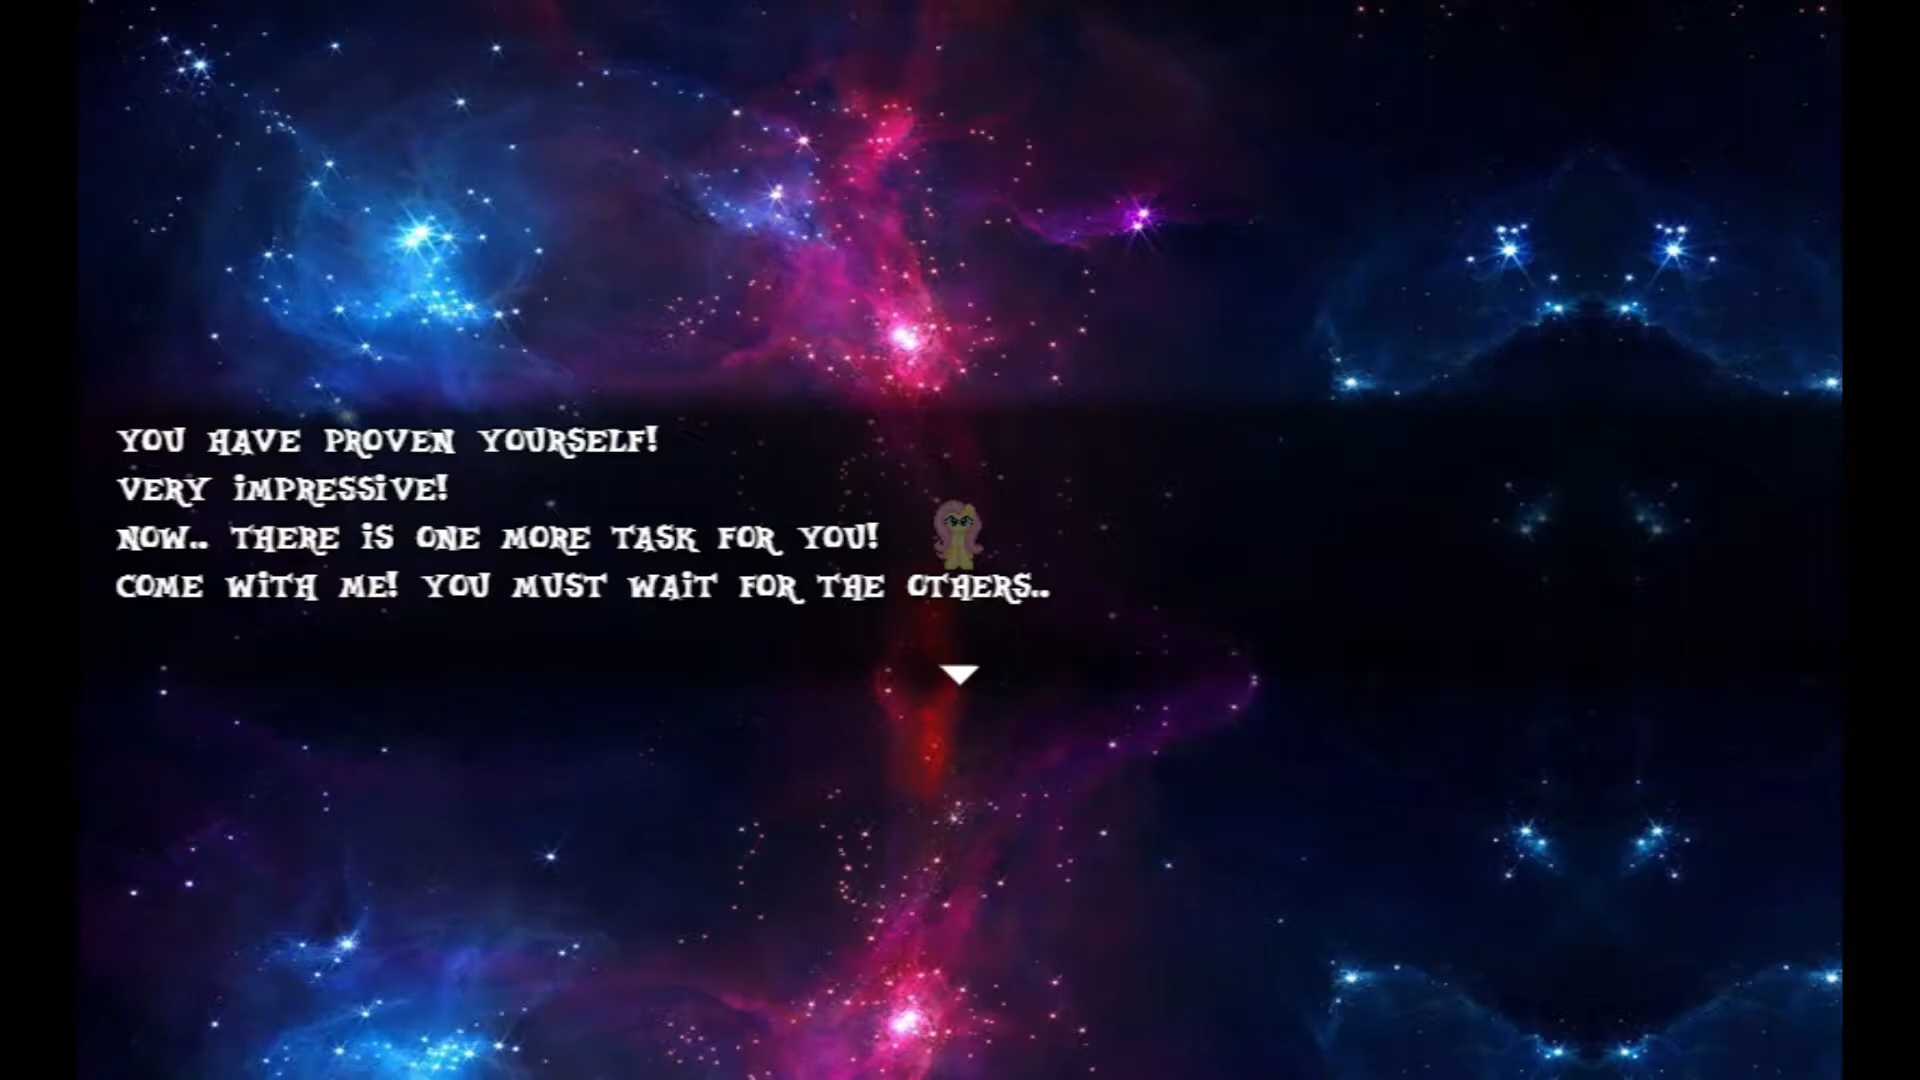 YOU HAVE PROVEN YOURSELF!
VERY iMPRESSiVE!
NOW.. THERE iS ONE MORE TASK FOR YOU!
COME WiTH ME! YOU MUST WAiT FOR THE OTHERS..